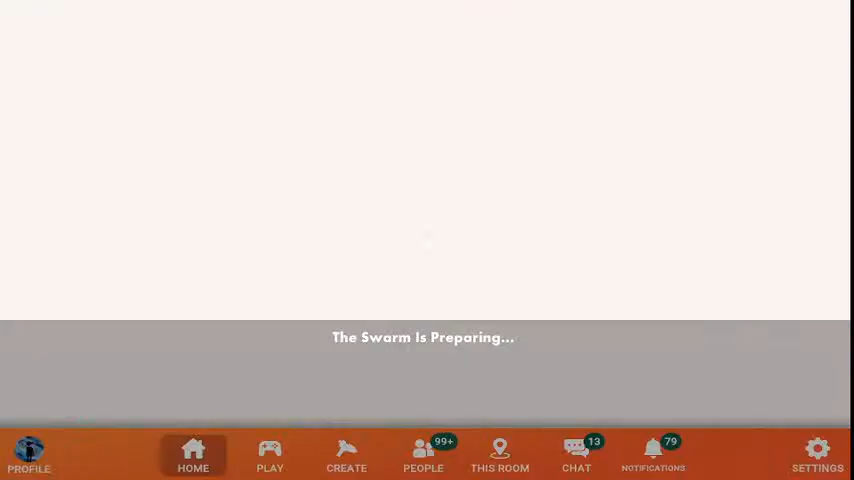 The Swarm Is Preparing...
99+
13
79
PROFILE
HOME
PLAY
CREATE
PEOPLE
THIS ROOM
CHAT
NOTIFICATIONS
SETTINGS